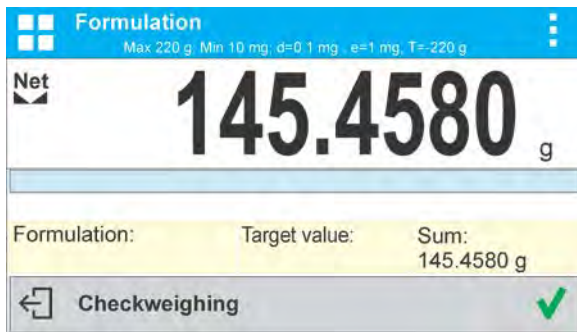 Formulation
Max 220 g, Min 10 mg, d=0.1 mg , e=1 mg, T=-220 g
Net
145.4580 g
Formulation: Target value: Sum:
145.4580 g
Checkweighing